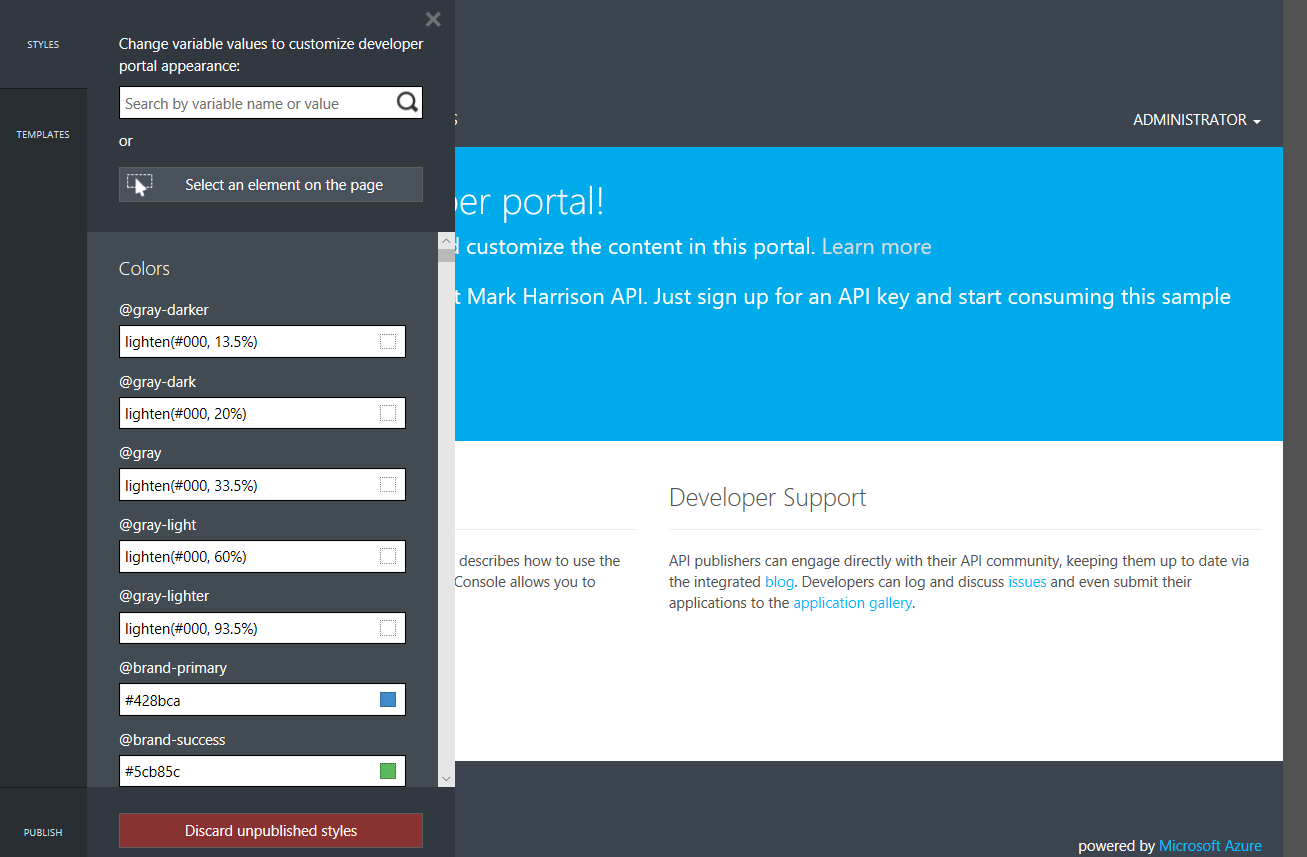 STYLES
TEMPLATES
PUBLISH
Change variable values to customize developer
portal appearance:
Search by variable name or value
or
Select an element on the page
Colors
@gray-darker
lighten(#000, 13.5%)
@gray-dark
lighten(#000, 20%)
@gray
lighten(#000, 33.5%)
@gray-light
lighten(#000, 60%)
@gray-lighter
lighten(#000, 93.5%)
@brand-primary
#428bca
@brand-success
#5cb85c
Discard unpublished styles
ADMINISTRATOR
portal!
customize the content in this portal. Learn more
Mark Harrison API. Just sign up for an API key and start consuming this sample
describes how to use the
Console allows you to
Developer Support
API publishers can engage directly with their API community, keeping them up to date via
the integrated blog. Developers can log and discuss issues and even submit their
applications to the application gallery.
powered by Microsoft Azure